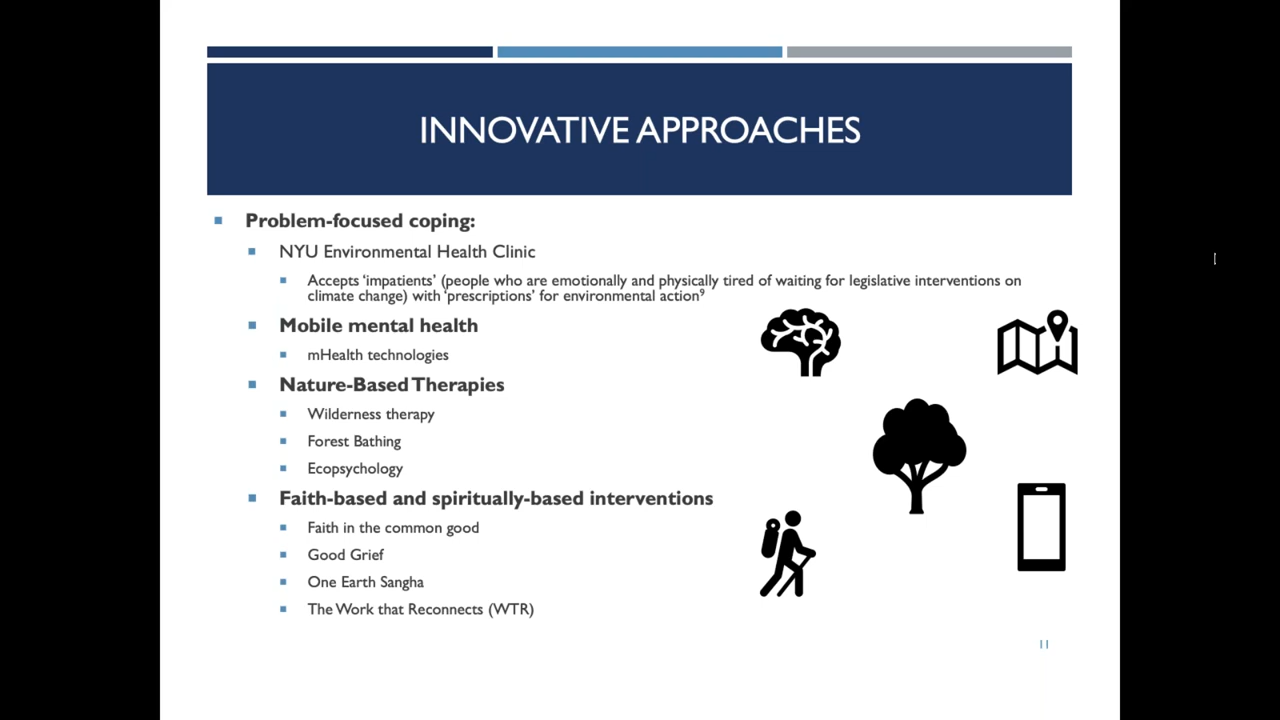 INNOVATIVE APPROACHES
Problem-focused coping:
NYU Environmental Health Clinic
Accepts ‘impatients’ (people who are emotionally and physically tired of waiting for legislative interventions on
climate change) with ‘prescriptions’ for environmental action⁹
Mobile mental health
mHealth technologies
Nature-Based Therapies
Wilderness therapy
Forest Bathing
Ecopsychology
Faith-based and spiritually-based interventions
Faith in the common good
Good Grief
One Earth Sangha
The Work that Reconnects (WTR)
11